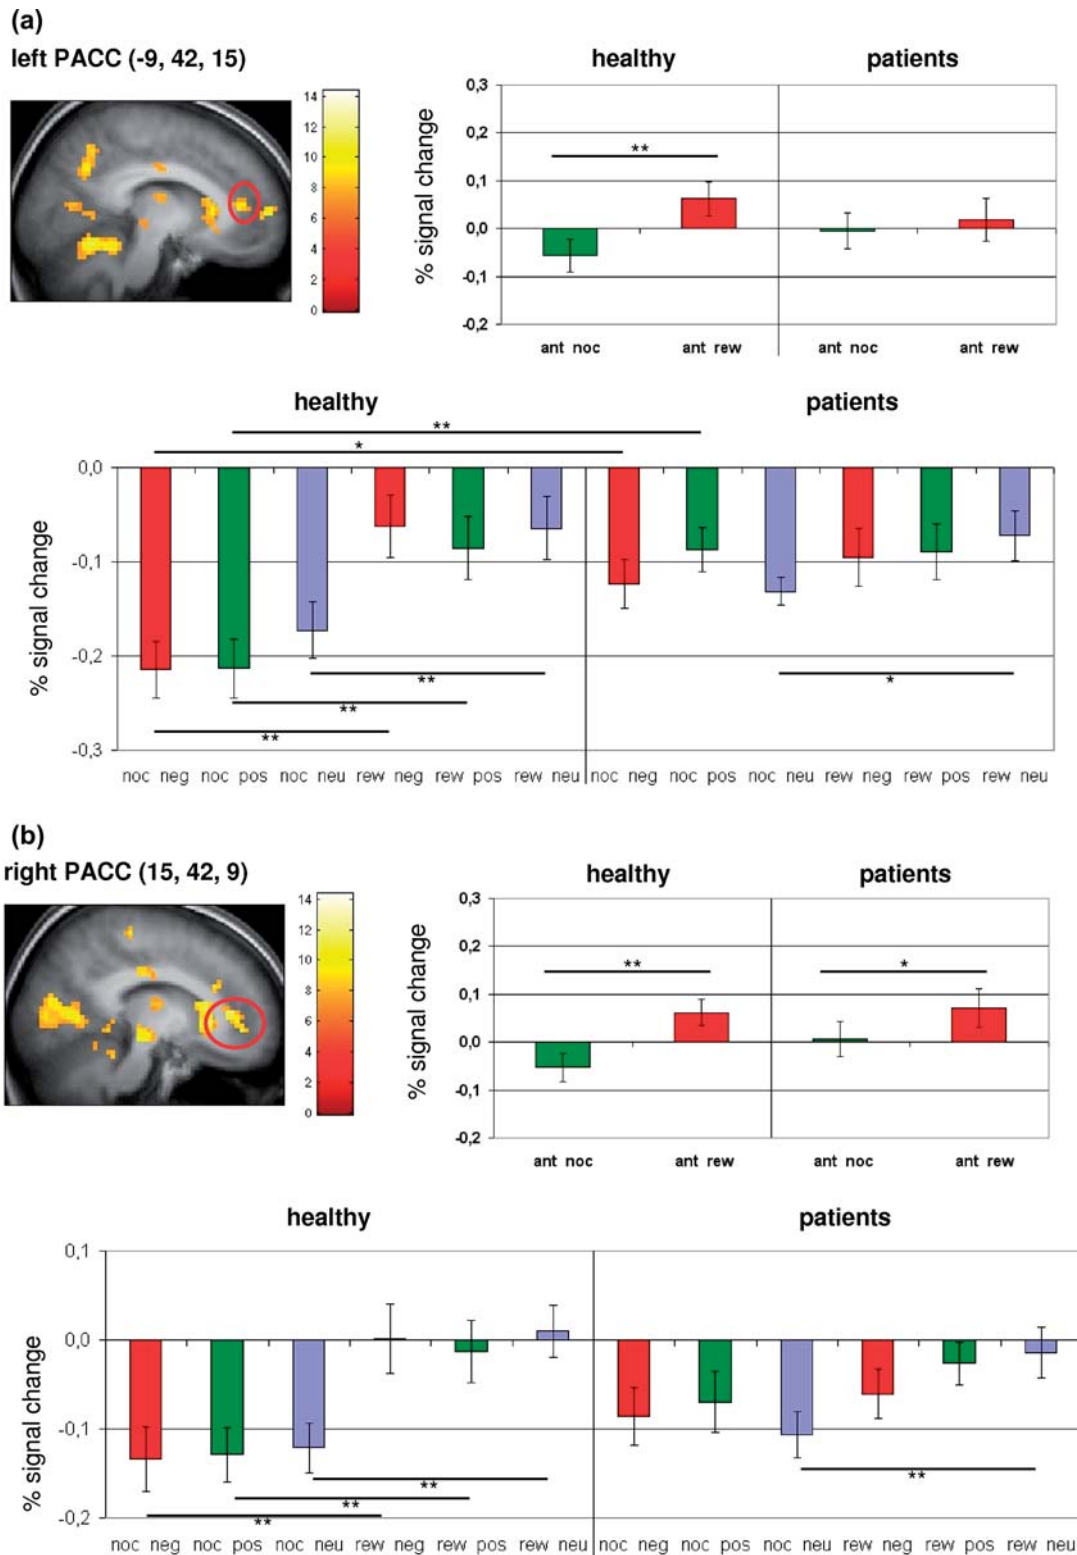 (a)
left PACC (-9, 42, 15)
healthy patients
14
12
10
8
6
4
2
0
% signal change
0,3
0,2
0,1
0,0
-0,1
-0,2
**
ant noc ant rew ant noc ant rew
healthy patients
**
*
% signal change
0,0
-0,1
-0,2
-0,3
** *
**
**
noc neg noc pos noc neu rew neg rew pos rew neu noc neg noc pos noc neu rew neg rew pos rew neu
(b)
right PACC (15, 42, 9)
healthy patients
14
12
10
8
6
4
2
0
% signal change
0,3
0,2
0,1
0,0
-0,1
-0,2
** *
ant noc ant rew ant noc ant rew
healthy patients
% signal change
0,1
0,0
-0,1
-0,2
** **
**
**
noc neg noc pos noc neu rew neg rew pos rew neu noc neg noc pos noc neu rew neg rew pos rew neu